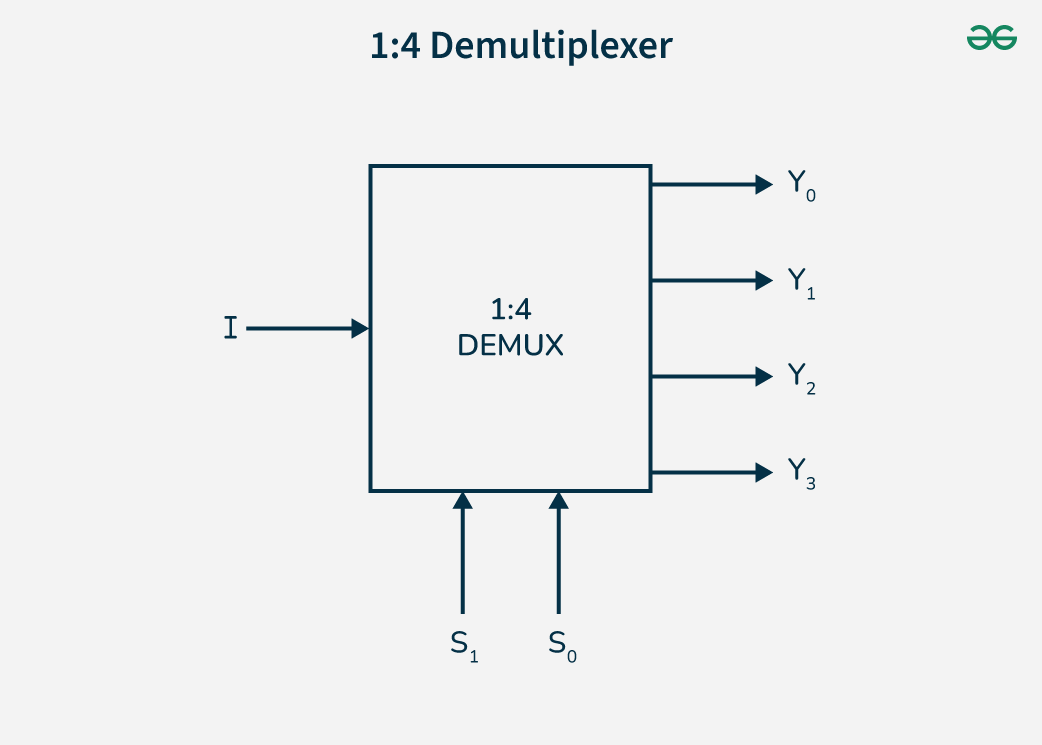 1:4 Demultiplexer
Y₀
Y₁
I
1:4
DEMUX
Y₂
Y₃
S₁ S₀